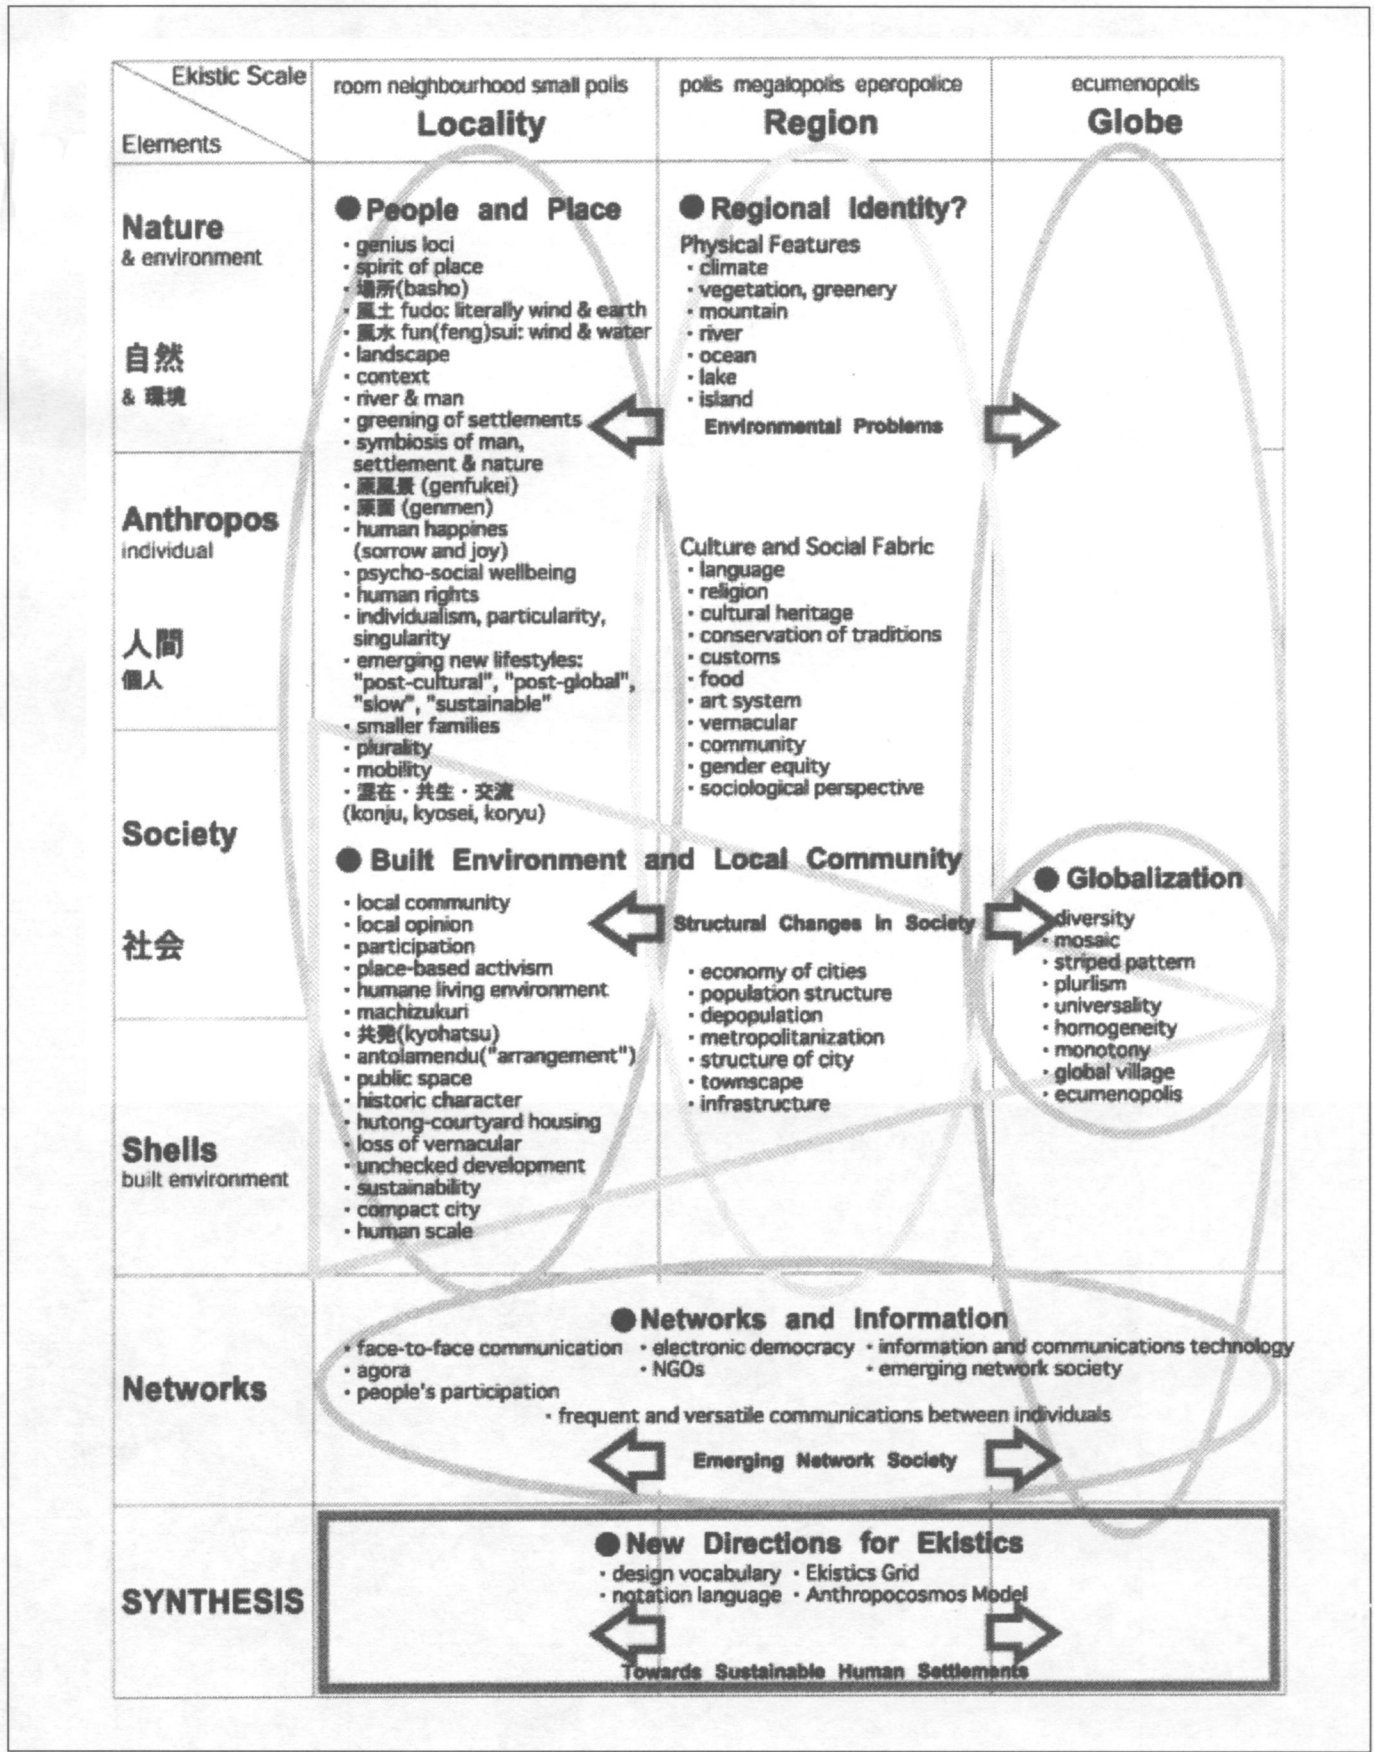 Ekistic Scale
Elements
room neighbourhood small polis
Locality
polis megalopolis eperopolice
Region
ecumenopolis
Globe
Nature
& environment
自然
& 環境
Anthropos
individual
人間
個人
Society
社会
Shells
built environment
Networks
SYNTHESIS
● People and Place
· genius loci
· spirit of place
· 場所(basho)
· 風土 fudo: literally wind & earth
· 風水 fun(feng)sui: wind & water
· landscape
· context
· river & man
· greening of settlements
· symbiosis of man,
settlement & nature
· 原風景 (genfukei)
· 原面 (genmen)
· human happines
(sorrow and joy)
· psycho-social wellbeing
· human rights
· individualism, particularity,
singularity
· emerging new lifestyles:
"post-cultural", "post-global",
"slow", "sustainable"
· smaller families
· plurality
· mobility
· 混在・共生・交流
(konju, kyosei, koryu)
● Regional Identity?
Physical Features
· climate
· vegetation, greenery
· mountain
· river
· ocean
· lake
· island
Environmental Problems
Culture and Social Fabric
· language
· religion
· cultural heritage
· conservation of traditions
· customs
· food
· art system
· vernacular
· community
· gender equity
· sociological perspective
● Built Environment and Local Community
· local community
· local opinion
· participation
· place-based activism
· humane living environment
· machizukuri
· 共発(kyohatsu)
· antolamendu("arrangement")
· public space
· historic character
· hutong-courtyard housing
· loss of vernacular
· unchecked development
· sustainability
· compact city
· human scale
Structural Changes in Society
· economy of cities
· population structure
· depopulation
· metropolitanization
· structure of city
· townscape
· infrastructure
● Globalization
· diversity
· mosaic
· striped pattern
· plurlism
· universality
· homogeneity
· monotony
· global village
· ecumenopolis
● Networks and Information
· face-to-face communication · electronic democracy · information and communications technology
· agora · NGOs · emerging network society
· people's participation
· frequent and versatile communications between individuals
Emerging Network Society
● New Directions for Ekistics
· design vocabulary · Ekistics Grid
· notation language · Anthropocosmos Model
Towards Sustainable Human Settlements